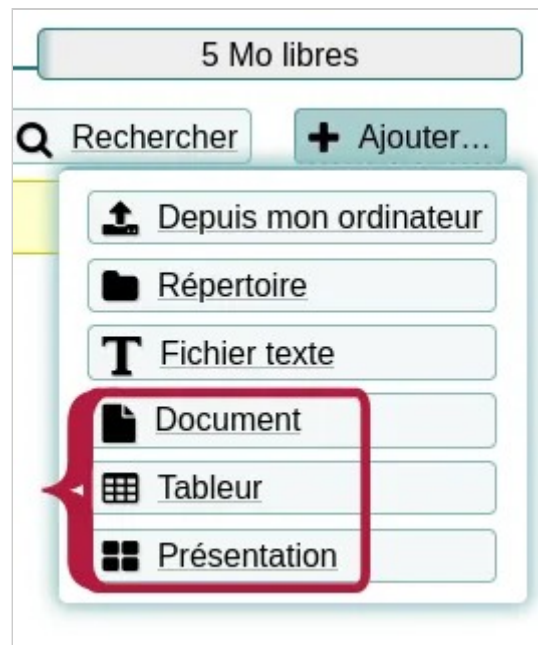 5 Mo libres
Rechercher
Ajouter...
Depuis mon ordinateur
Répertoire
Fichier texte
Document
Tableur
Présentation